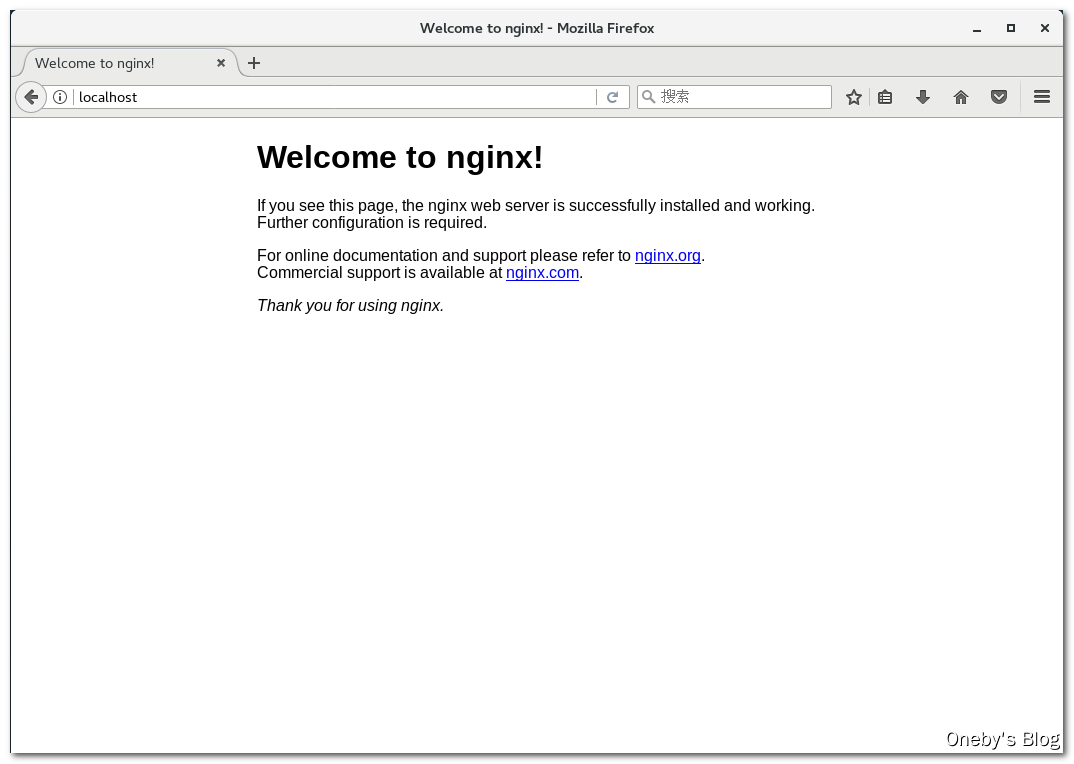 Welcome to nginx! - Mozilla Firefox
Welcome to nginx!
localhost
搜索
Welcome to nginx!
If you see this page, the nginx web server is successfully installed and working.
Further configuration is required.
For online documentation and support please refer to nginx.org.
Commercial support is available at nginx.com.
Thank you for using nginx.
Oneby's Blog